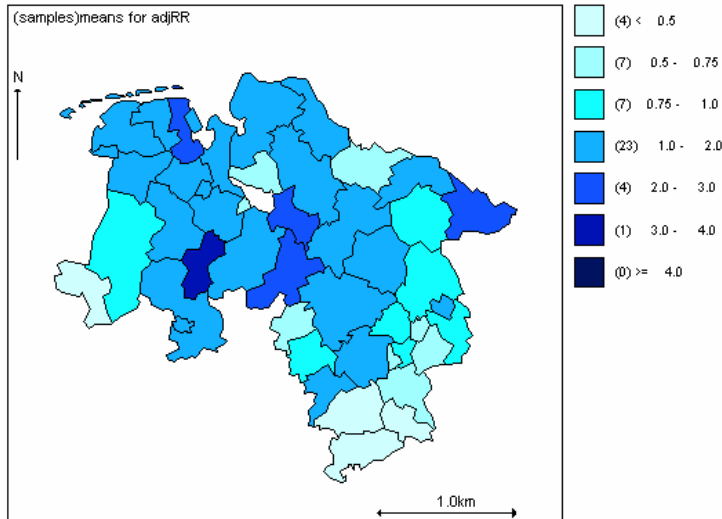 (samples)means for adjRR
N
1.0km
(4) < 0.5
(7) 0.5 - 0.75
(7) 0.75 - 1.0
(23) 1.0 - 2.0
(4) 2.0 - 3.0
(1) 3.0 - 4.0
(0) >= 4.0